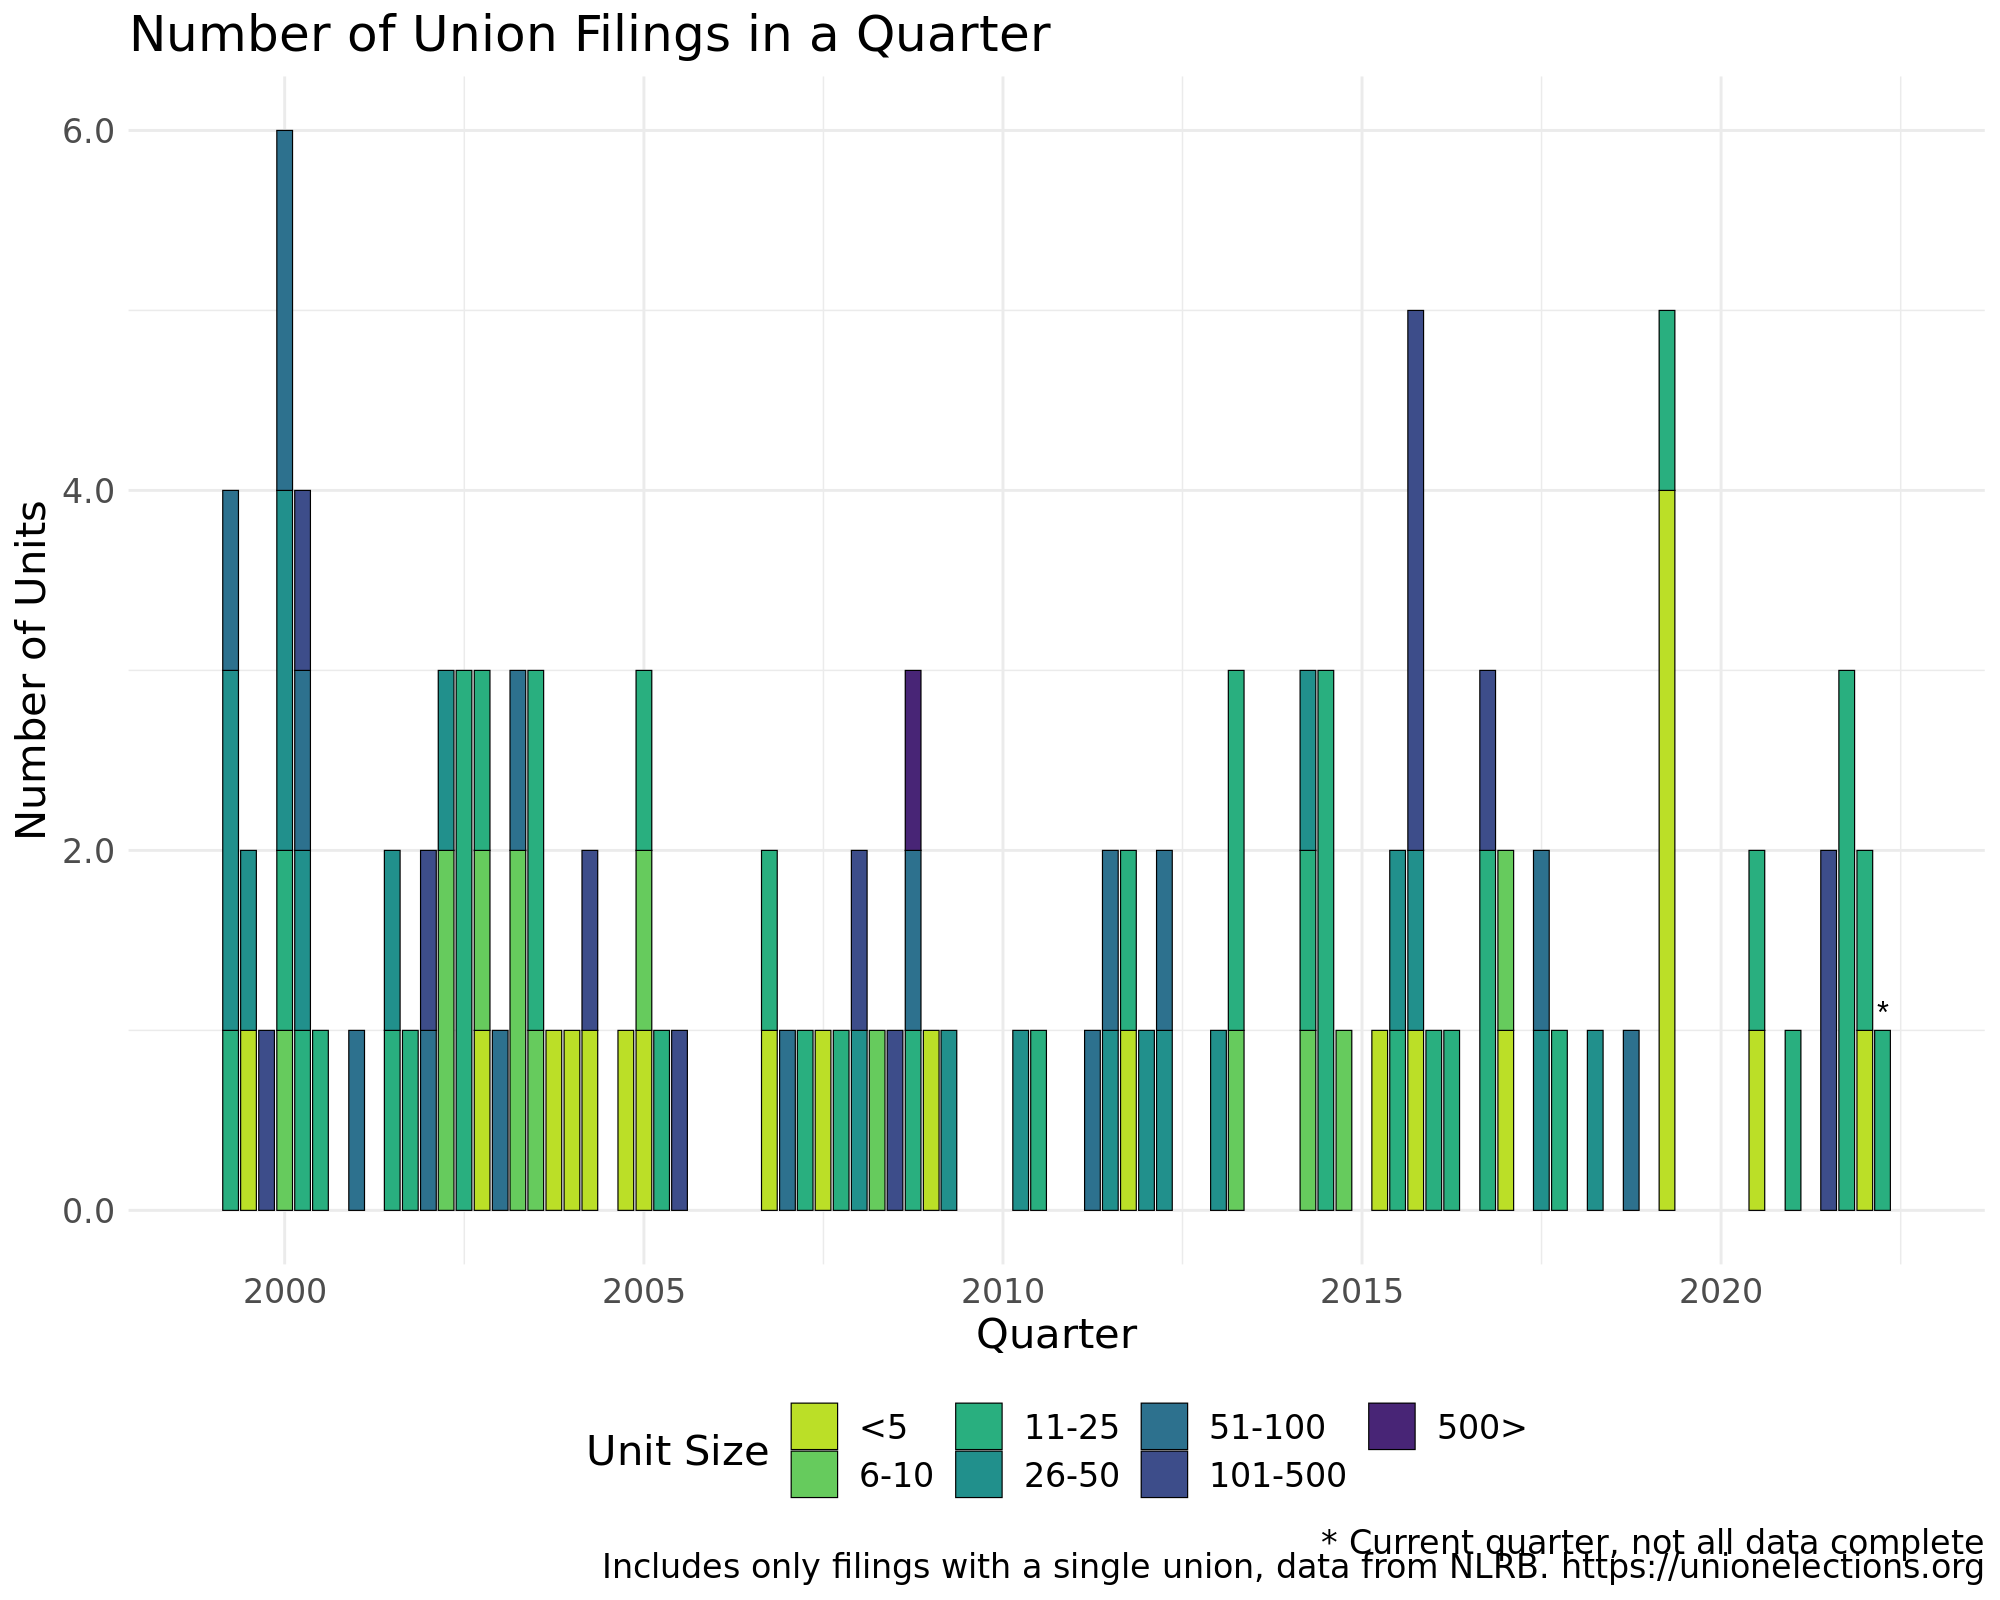 Number of Union Filings in a Quarter
6.0
4.0
2.0
0.0
Number of Units
*
2000 2005 2010 2015 2020
Quarter
Unit Size
<5 11-25 51-100 500>
6-10 26-50 101-500
* Current quarter, not all data complete
Includes only filings with a single union, data from NLRB. https://unionelections.org